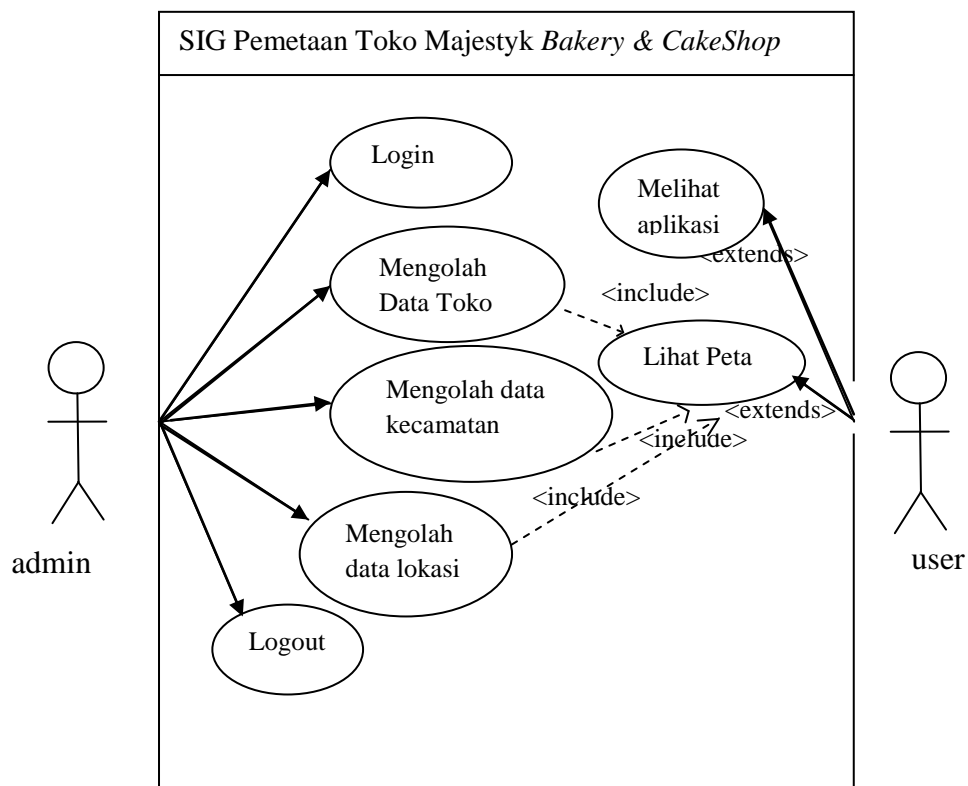 SIG Pemetaan Toko Majestyk Bakery & CakeShop
Login
Melihat
aplikasi
<extends>
Mengolah
Data Toko
<include>
Lihat Peta
Mengolah data
kecamatan
<extends>
<include>
<include>
Mengolah
data lokasi
admin
user
Logout